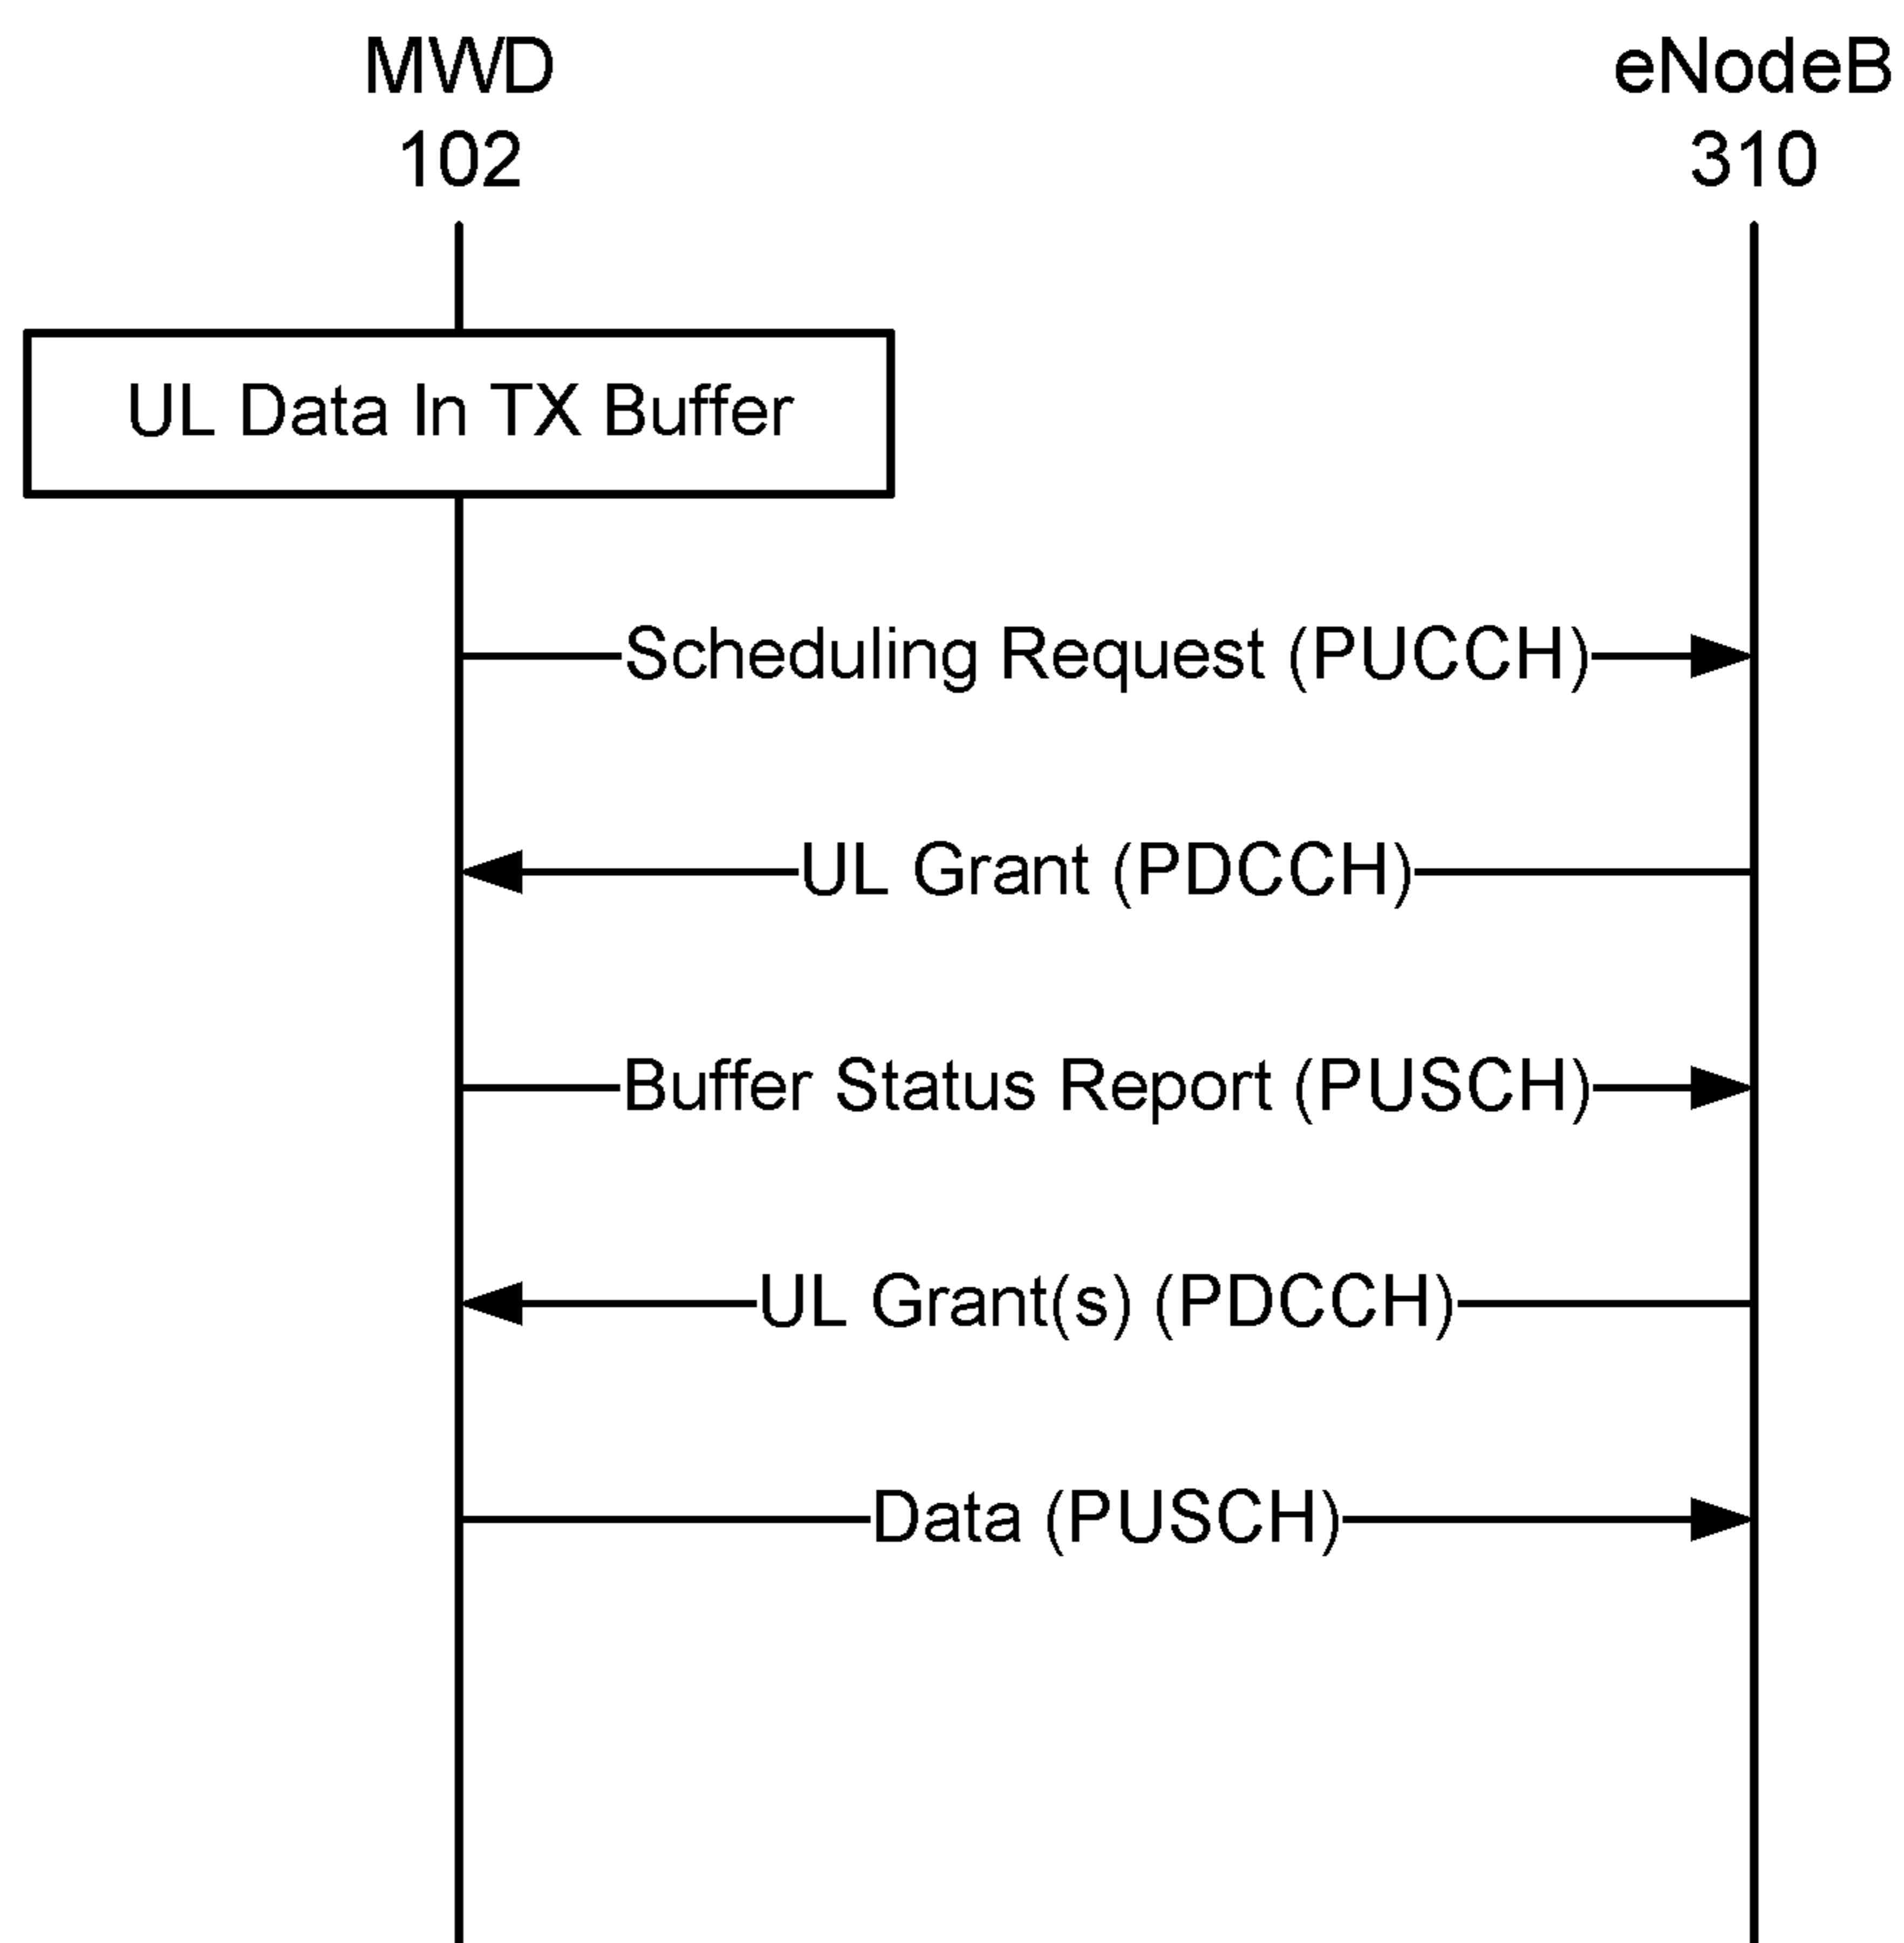 MWD
102
eNodeB
310
UL Data In TX Buffer
Scheduling Request (PUCCH)
UL Grant (PDCCH)
Buffer Status Report (PUSCH)
UL Grant(s) (PDCCH)
Data (PUSCH)